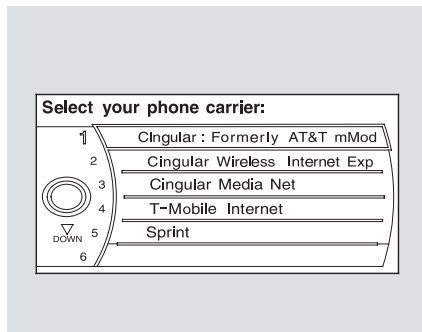 Select your phone carrier:
1 Cingular : Formerly AT&T mMod
2 Cingular Wireless Internet Exp
3 Cingular Media Net
4 T-Mobile Internet
5 Sprint
DOWN
6